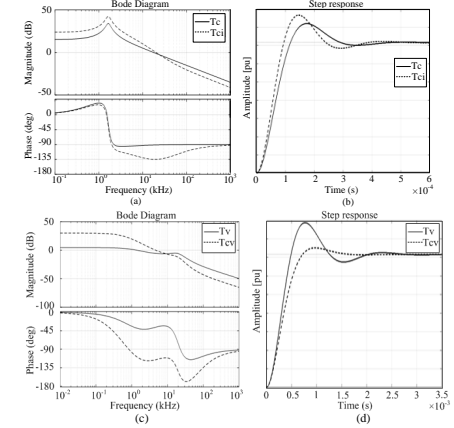 Bode Diagram
50
0
-50
Magnitude (dB)
Tc
Tci
0
-45
-90
-135
-180
Phase (deg)
10^-1 10^0 10^1 10^2 10^3
Frequency (kHz)
(a)
Step response
Amplitude [pu]
Tc
Tci
0 1 2 3 4 5 6
Time (s) ×10^-4
(b)
Bode Diagram
50
0
-50
-100
Magnitude (dB)
Tv
Tcv
0
-45
-90
-135
-180
Phase (deg)
10^-2 10^-1 10^0 10^1 10^2 10^3
Frequency (kHz)
(c)
Step response
Amplitude [pu]
Tv
Tcv
0 0.5 1 1.5 2 2.5 3 3.5
Time (s) ×10^-3
(d)